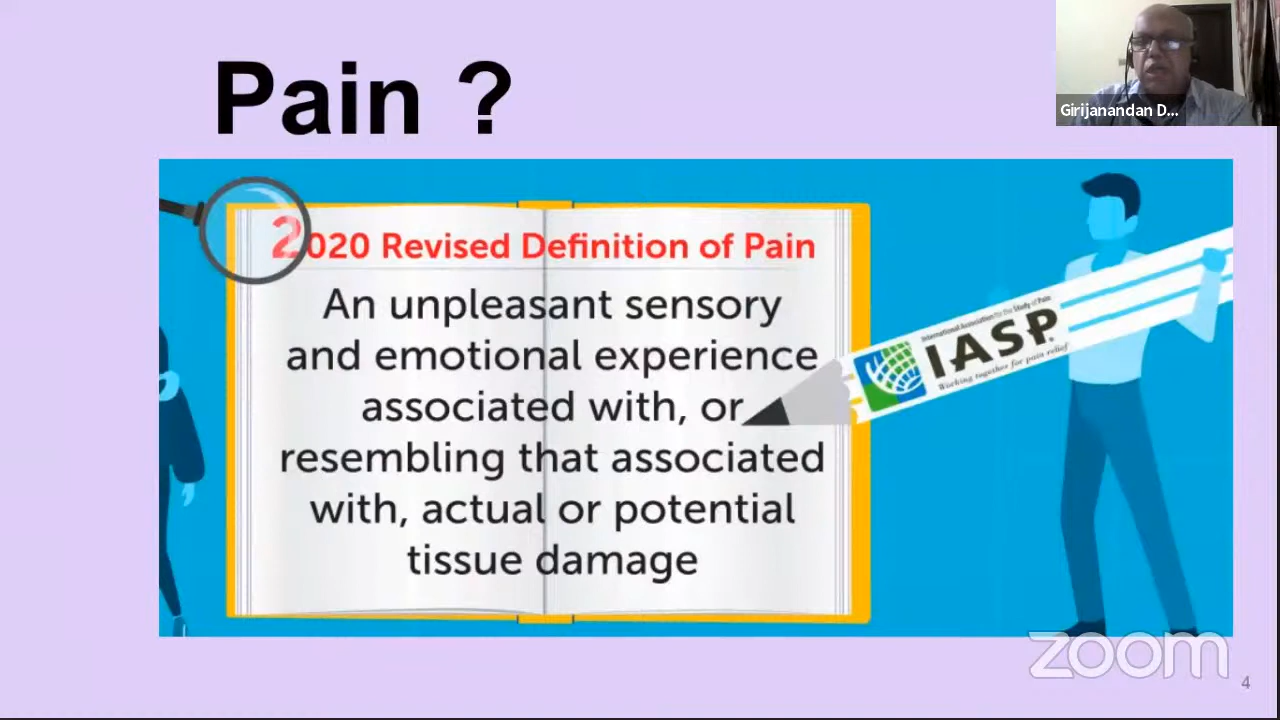 Pain ?
Girijanandan D...
2020 Revised Definition of Pain
An unpleasant sensory
and emotional experience
associated with, or
resembling that associated
with, actual or potential
tissue damage
International Association for the Study of Pain
IASP
Working together for pain relief
zoom
4